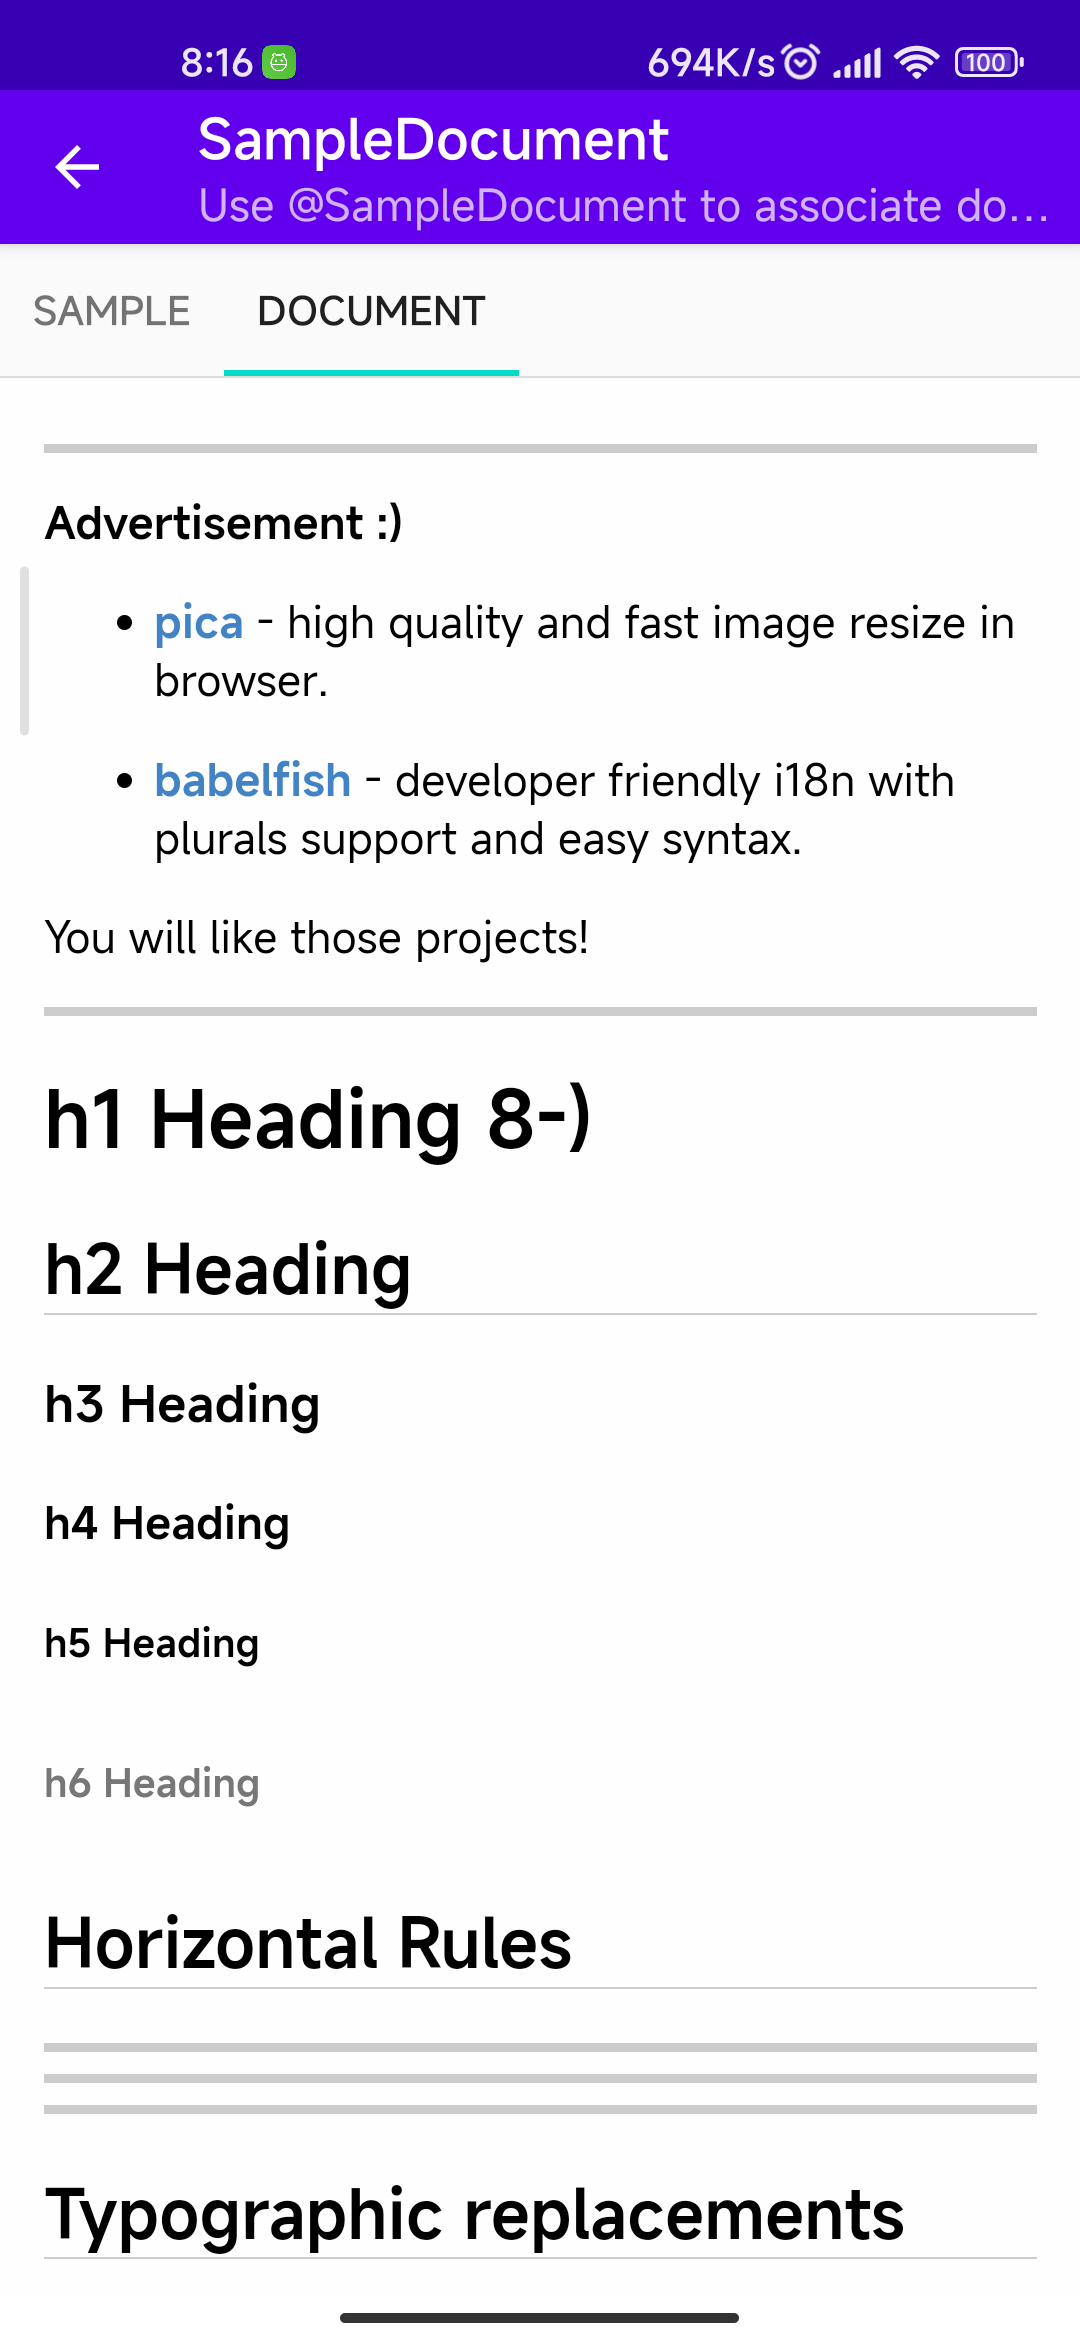 8:16 694K/s 100
SampleDocument
Use @SampleDocument to associate do...
SAMPLE DOCUMENT
Advertisement :)
• pica - high quality and fast image resize in
browser.
• babelfish - developer friendly i18n with
plurals support and easy syntax.
You will like those projects!
h1 Heading 8-)
h2 Heading
h3 Heading
h4 Heading
h5 Heading
h6 Heading
Horizontal Rules
Typographic replacements